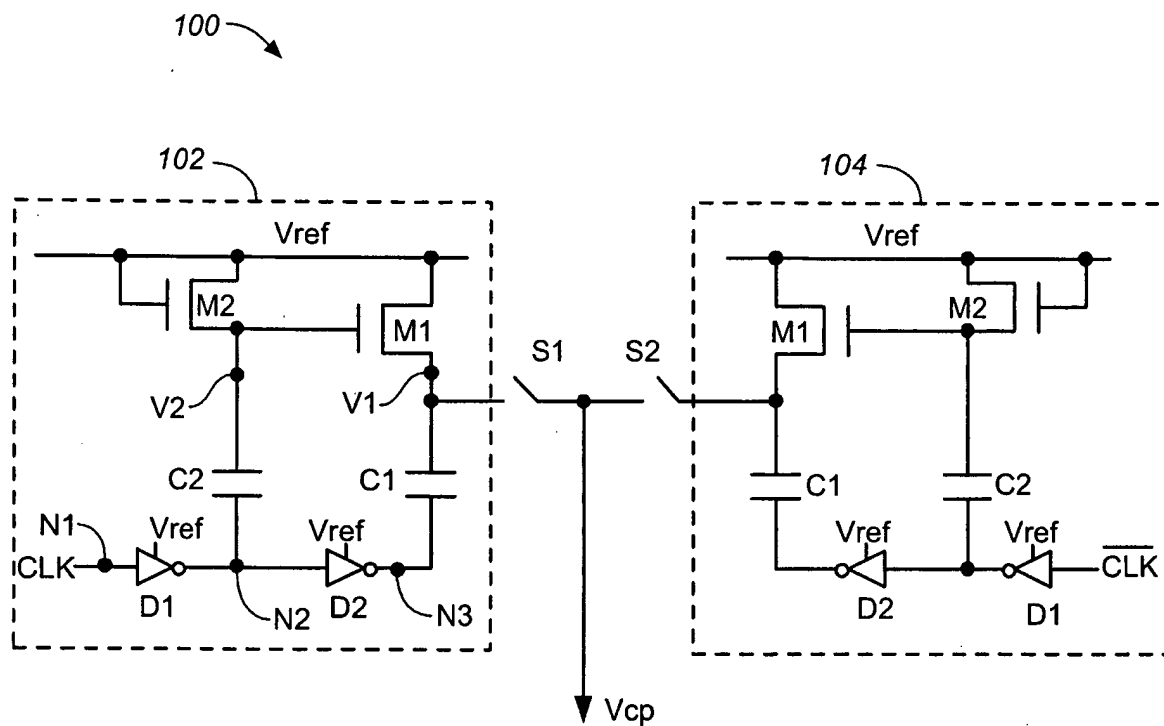 100
102
104
Vref
Vref
M2
M1
M1
M2
S1
S2
V2
V1
C2
C1
C1
C2
N1
Vref
Vref
Vref
Vref
CLK
C̅L̅K̅
D1
N2
D2
N3
D2
D1
Vcp